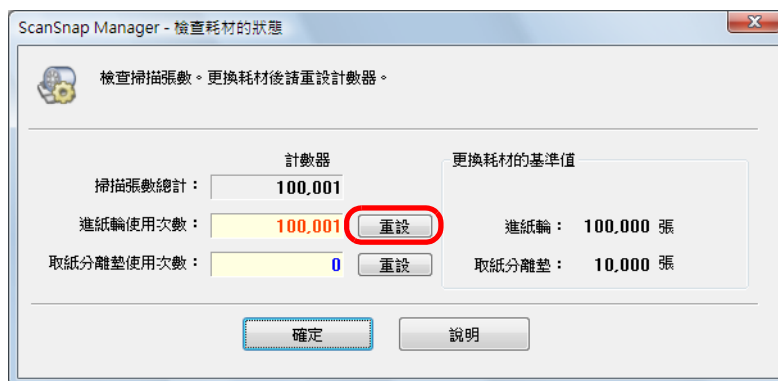 ScanSnap Manager - 檢查耗材的狀態
檢查掃描張數。更換耗材後請重設計數器。
計數器
掃描張數總計： 100,001
進紙輪使用次數： 100,001 重設
取紙分離墊使用次數： 0 重設
更換耗材的基準值
進紙輪： 100,000 張
取紙分離墊： 10,000 張
確定 說明